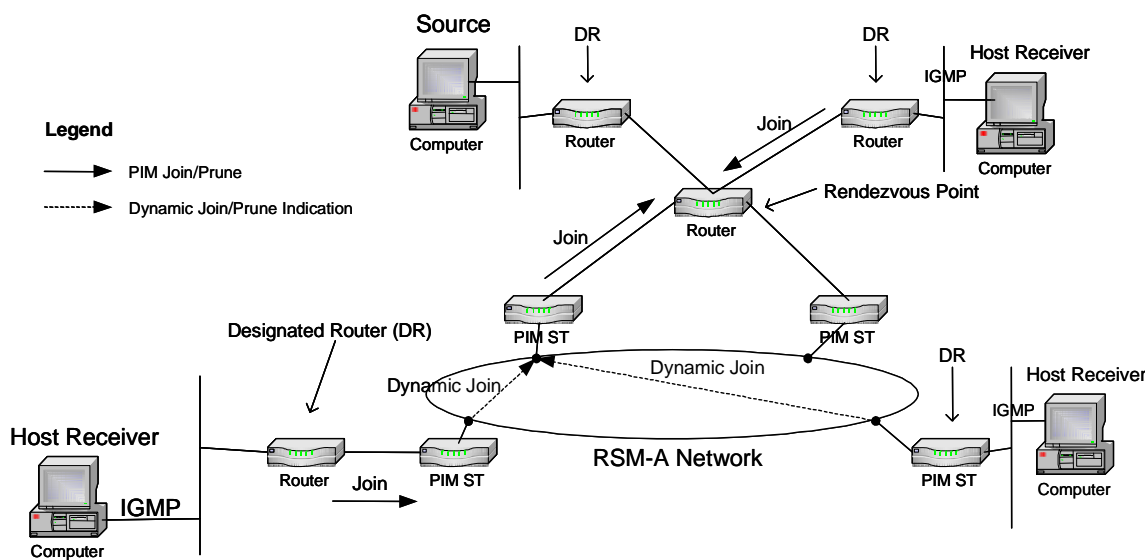 Source
DR
DR
Host Receiver
IGMP
Legend
Computer
Router
Join
Router
Computer
PIM Join/Prune
Rendezvous Point
Dynamic Join/Prune Indication
Router
Join
Designated Router (DR)
PIM ST
PIM ST
Dynamic Join
DR
Host Receiver
Dynamic Join
IGMP
Host Receiver
RSM-A Network
Router
PIM ST
PIM ST
Computer
Join
IGMP
Computer